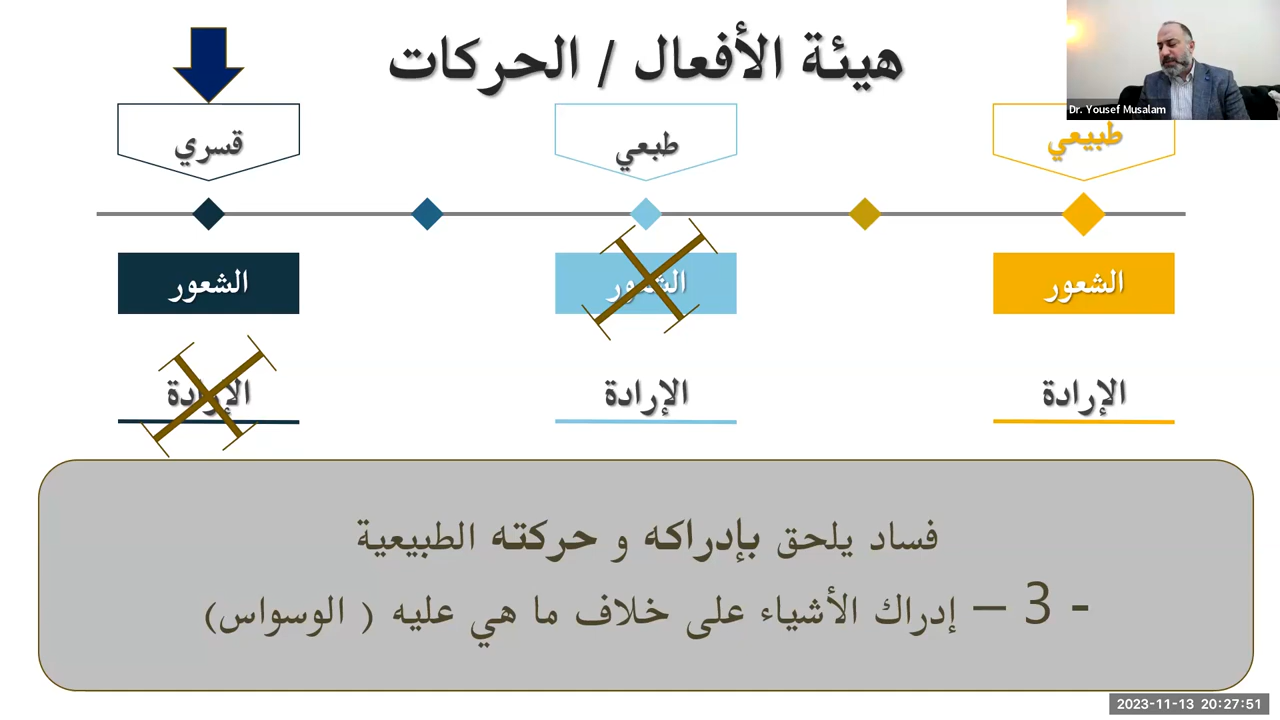 هيئة الأفعال / الحركات
Dr. Yousef Musalam
طبيعي
طبعي
قسري
الشعور
الشعور
الشعور
الإرادة
الإرادة
الإرادة
فساد يلحق بإدراكه و حركته الطبيعية
- 3 – إدراك الأشياء على خلاف ما هي عليه ( الوسواس)
2023-11-13 20:27:51